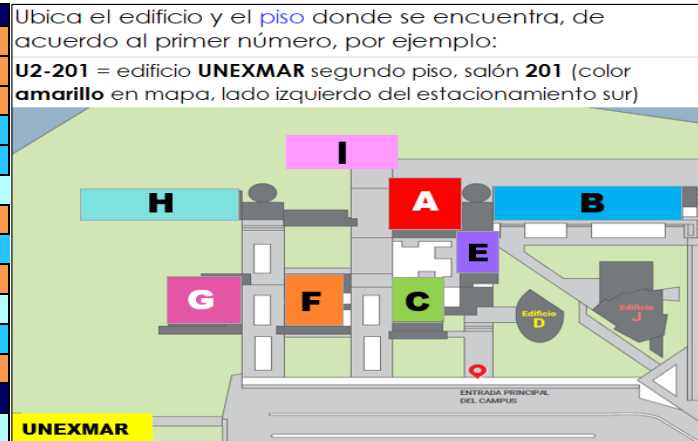 Ubica el edificio y el piso donde se encuentra, de
acuerdo al primer número, por ejemplo:
U2-201 = edificio UNEXMAR segundo piso, salón 201 (color
amarillo en mapa, lado izquierdo del estacionamiento sur)
I
H
A
B
E
G
F
C
Edificio
D
Edificio
J
ENTRADA PRINCIPAL
DEL CAMPUS
UNEXMAR